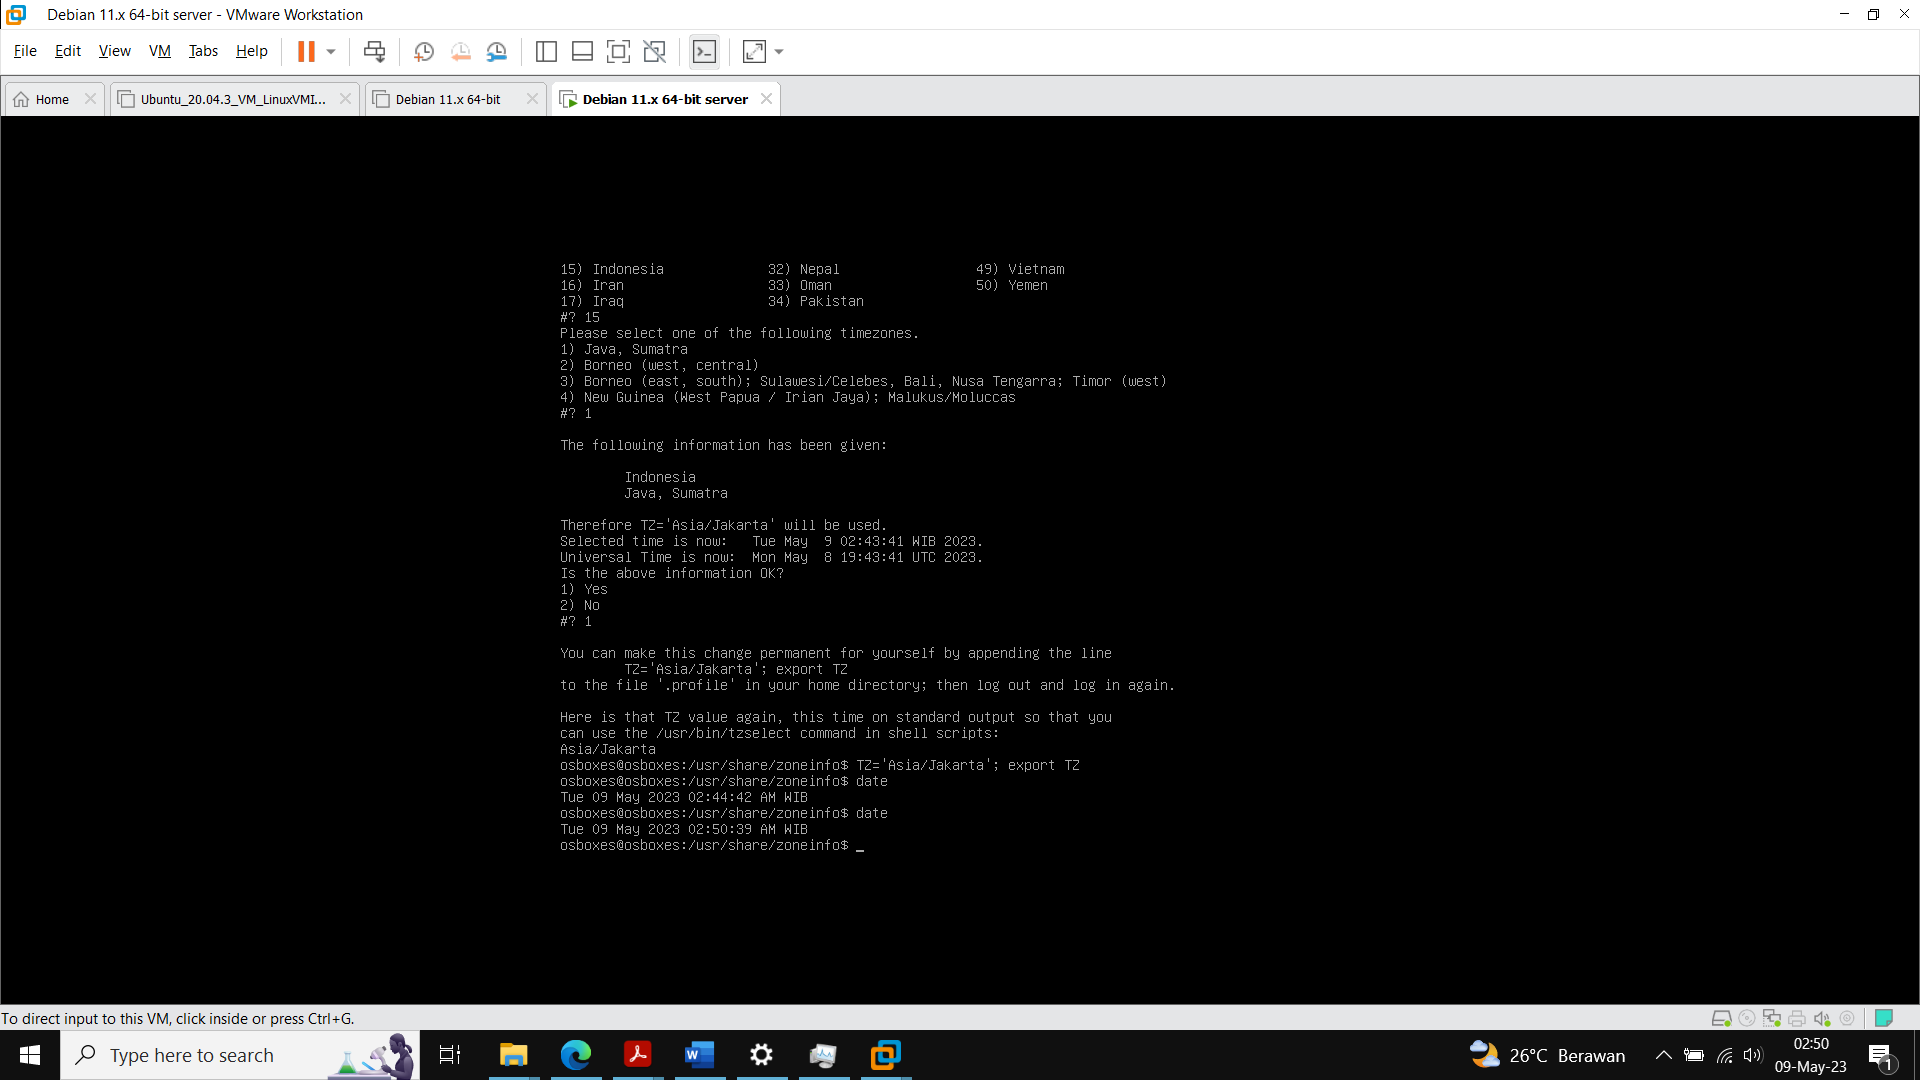 Debian 11.x 64-bit server - VMware Workstation
File Edit View VM Tabs Help
Home Ubuntu_20.04.3_VM_LinuxVMI... Debian 11.x 64-bit Debian 11.x 64-bit server
15) Indonesia 32) Nepal 49) Vietnam
16) Iran 33) Oman 50) Yemen
17) Iraq 34) Pakistan
#? 15
Please select one of the following timezones.
1) Java, Sumatra
2) Borneo (west, central)
3) Borneo (east, south); Sulawesi/Celebes, Bali, Nusa Tengarra; Timor (west)
4) New Guinea (West Papua / Irian Jaya); Malukus/Moluccas
#? 1
The following information has been given:
Indonesia
Java, Sumatra
Therefore TZ='Asia/Jakarta' will be used.
Selected time is now: Tue May 9 02:43:41 WIB 2023.
Universal Time is now: Mon May 8 19:43:41 UTC 2023.
Is the above information OK?
1) Yes
2) No
#? 1
You can make this change permanent for yourself by appending the line
TZ='Asia/Jakarta'; export TZ
to the file '.profile' in your home directory; then log out and log in again.
Here is that TZ value again, this time on standard output so that you
can use the /usr/bin/tzselect command in shell scripts:
Asia/Jakarta
osboxes@osboxes:/usr/share/zoneinfo$ TZ='Asia/Jakarta'; export TZ
osboxes@osboxes:/usr/share/zoneinfo$ date
Tue 09 May 2023 02:44:42 AM WIB
osboxes@osboxes:/usr/share/zoneinfo$ date
Tue 09 May 2023 02:50:39 AM WIB
osboxes@osboxes:/usr/share/zoneinfo$ _
To direct input to this VM, click inside or press Ctrl+G.
Type here to search
26°C Berawan
02:50
09-May-23
1